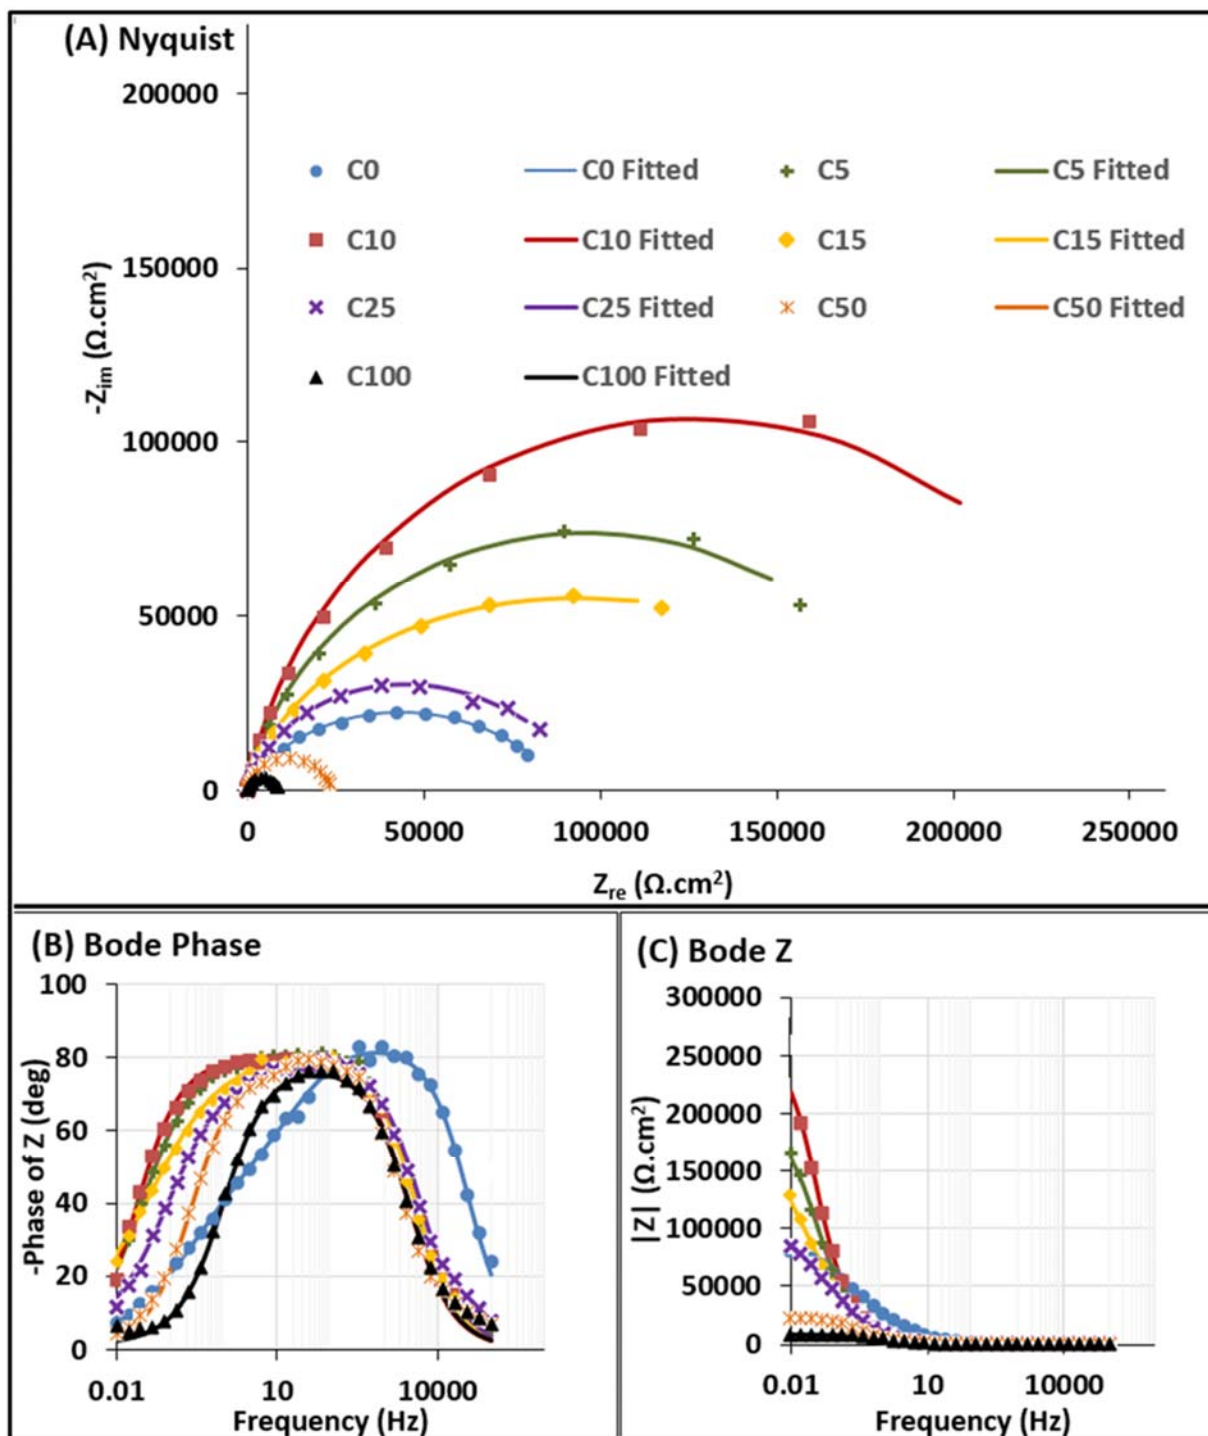 (A) Nyquist
200000
C0 C0 Fitted C5 C5 Fitted
C10 C10 Fitted C15 C15 Fitted
150000
C25 C25 Fitted C50 C50 Fitted
C100 C100 Fitted
-Zim (Ω.cm²)
100000
50000
0
0 50000 100000 150000 200000 250000
Zre (Ω.cm²)
(B) Bode Phase
100
80
60
40
20
0
-Phase of Z (deg)
0.01 10 10000
Frequency (Hz)
(C) Bode Z
300000
250000
200000
150000
100000
50000
0
|Z| (Ω.cm²)
0.01 10 10000
Frequency (Hz)